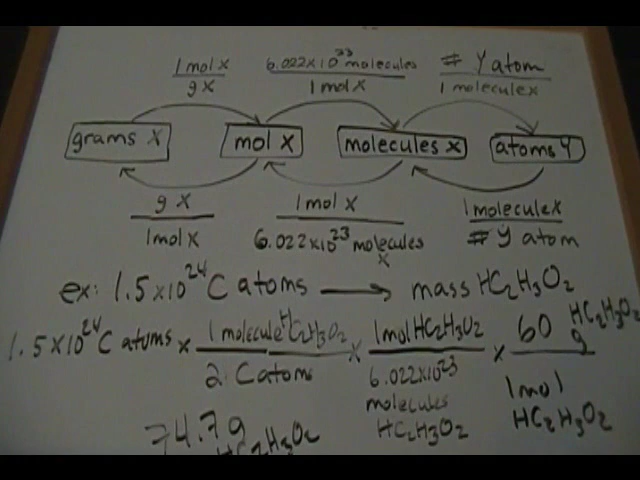 1 mol X 6.022x10^23 molecules # Y atom
g X 1 mol X 1 molecule X
grams X mol X molecules X atoms Y
g X 1 mol X 1 molecule X
1 mol X 6.022x10^23 molecules X # y atom
ex: 1.5x10^24 C atoms → mass HC2H3O2
1.5x10^24 C atoms x 1 molecule HC2H3O2 x 1 mol HC2H3O2 x 60 g HC2H3O2
2 C atoms 6.022x10^23 molecules HC2H3O2 1 mol HC2H3O2
= 74.7 g HC2H3O2